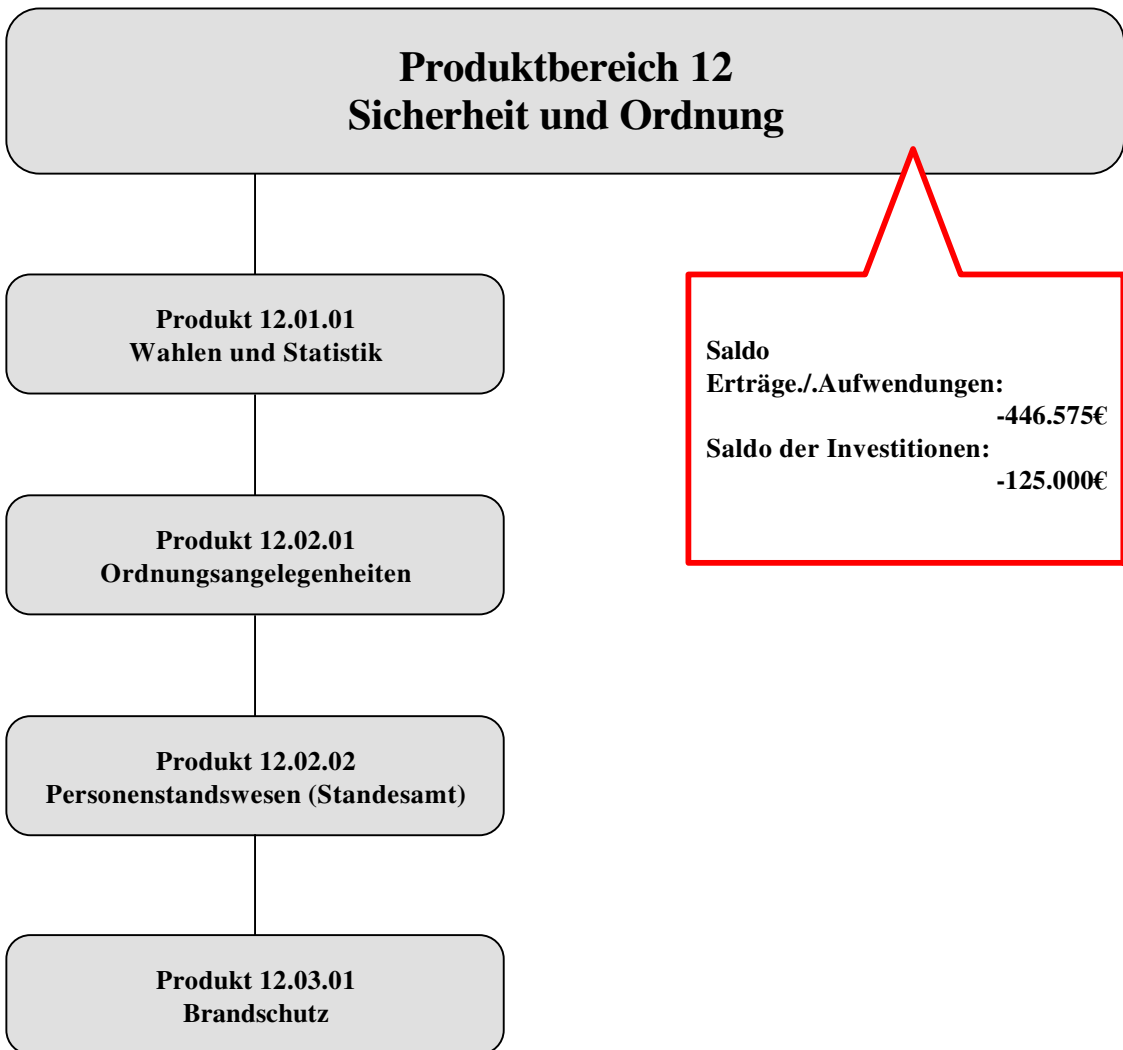 Produktbereich 12
Sicherheit und Ordnung
Produkt 12.01.01
Wahlen und Statistik
Saldo
Erträge./.Aufwendungen:
-446.575€
Saldo der Investitionen:
-125.000€
Produkt 12.02.01
Ordnungsangelegenheiten
Produkt 12.02.02
Personenstandswesen (Standesamt)
Produkt 12.03.01
Brandschutz